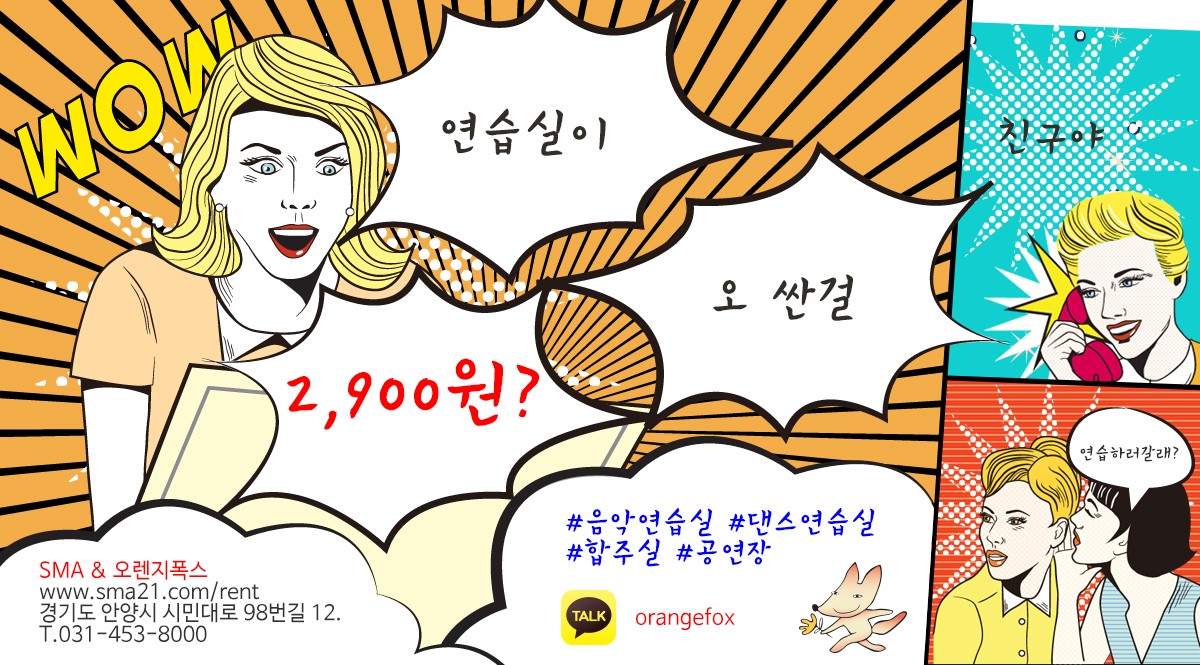 WOW
연습실이
오 싼걸
2,900원?
친구야
연습하러갈래?
#음악연습실 #댄스연습실
#합주실 #공연장
TALK
orangefox
SMA & 오렌지폭스
www.sma21.com/rent
경기도 안양시 시민대로 98번길 12.
T.031-453-8000